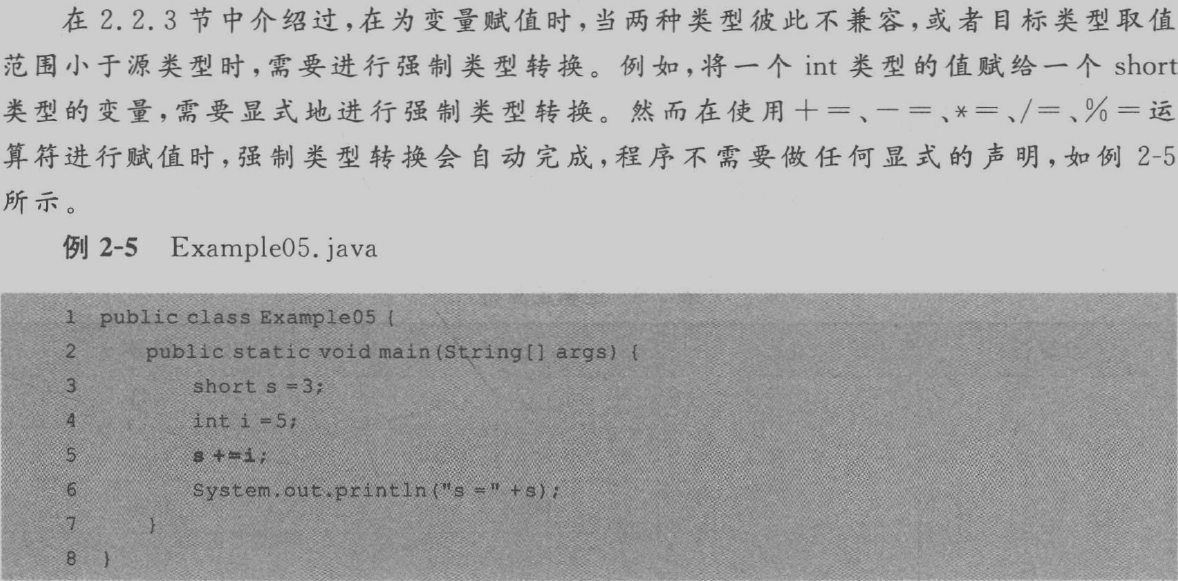 在 2.2.3 节中介绍过,在为变量赋值时,当两种类型彼此不兼容,或者目标类型取值
范围小于源类型时,需要进行强制类型转换。例如,将一个 int 类型的值赋给一个 short
类型的变量,需要显式地进行强制类型转换。然而在使用+=、-=、*=、/=、%=运
算符进行赋值时,强制类型转换会自动完成,程序不需要做任何显式的声明,如例 2-5
所示。
例 2-5 Example05.java
1 public class Example05 {
2 public static void main(String[] args) {
3 short s =3;
4 int i =5;
5 s +=i;
6 System.out.println("s =" +s);
7 }
8 }